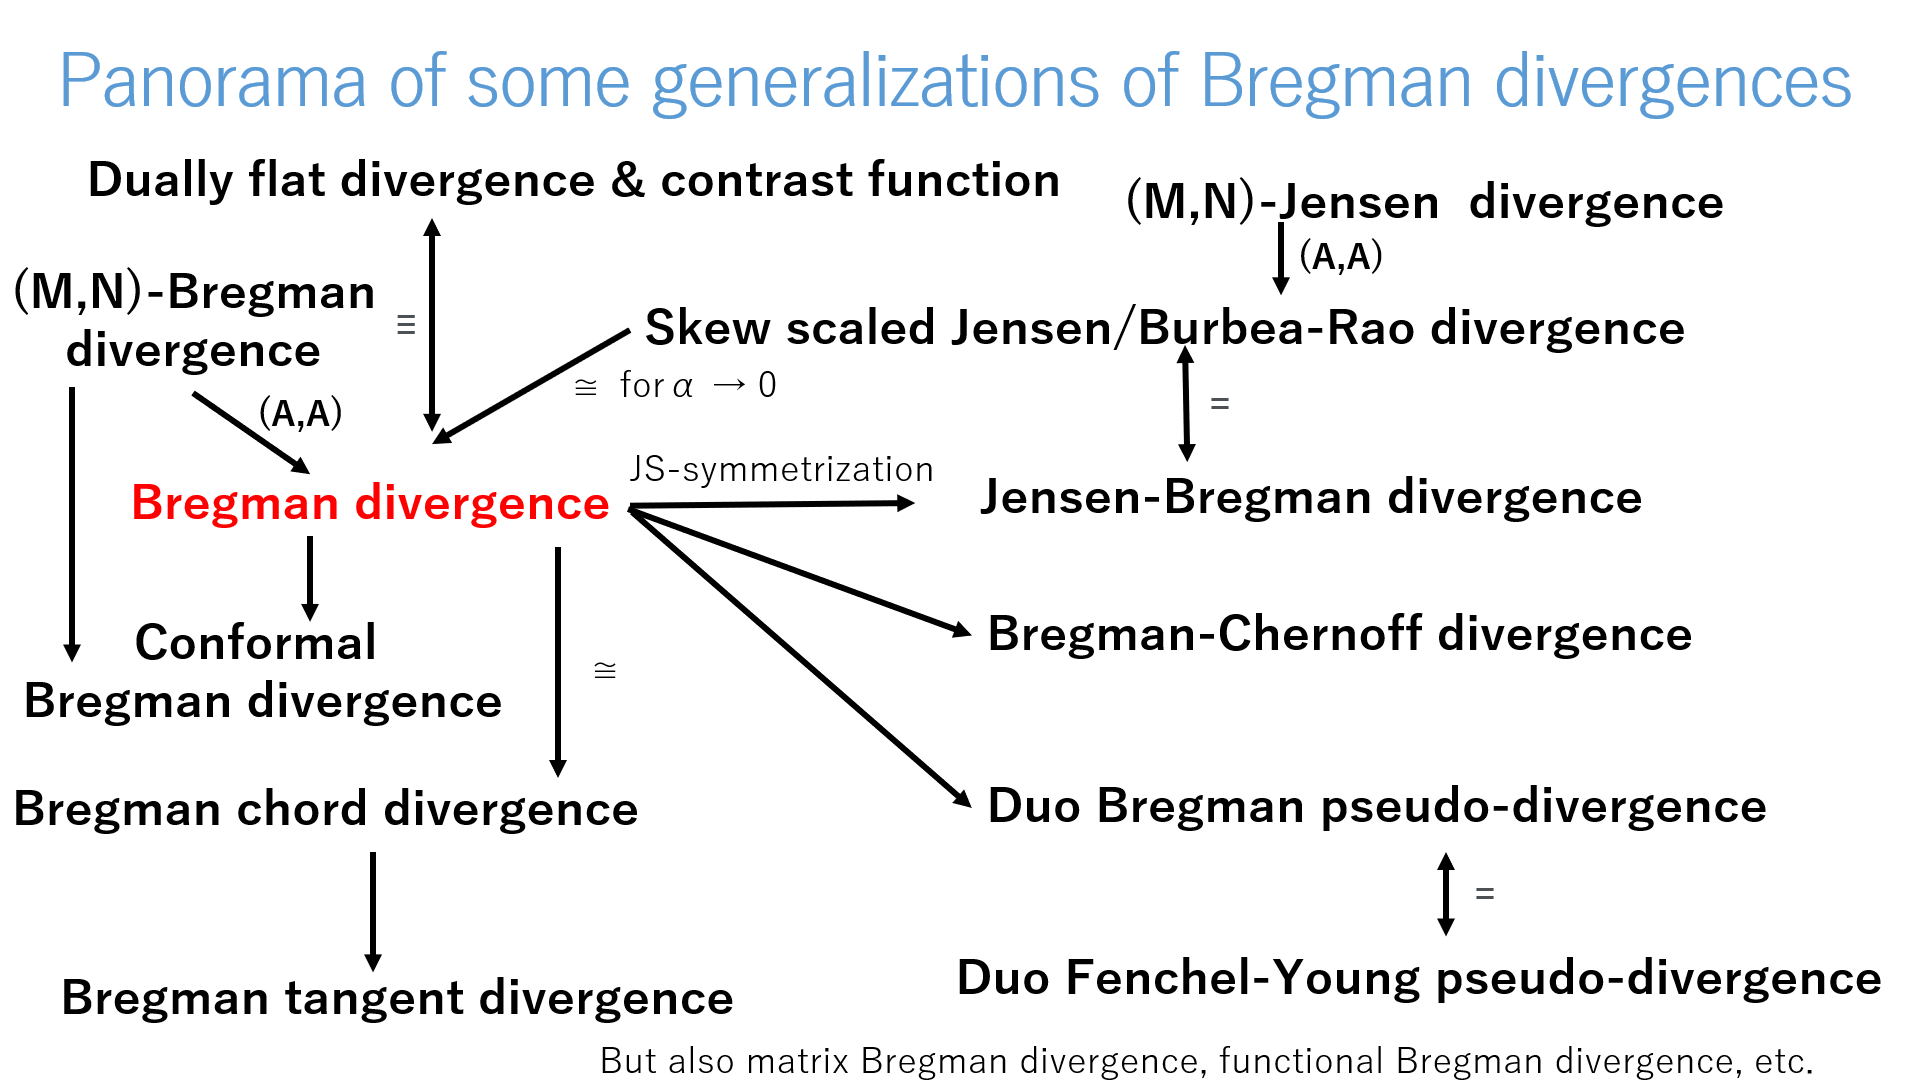 Panorama of some generalizations of Bregman divergences
Dually flat divergence & contrast function
(M,N)-Jensen divergence
(A,A)
(M,N)-Bregman
divergence
≡
Skew scaled Jensen/Burbea-Rao divergence
≅ for α → 0
(A,A)
=
JS-symmetrization
Bregman divergence
Jensen-Bregman divergence
Conformal
Bregman divergence
≅
Bregman-Chernoff divergence
Bregman chord divergence
Duo Bregman pseudo-divergence
=
Bregman tangent divergence
Duo Fenchel-Young pseudo-divergence
But also matrix Bregman divergence, functional Bregman divergence, etc.